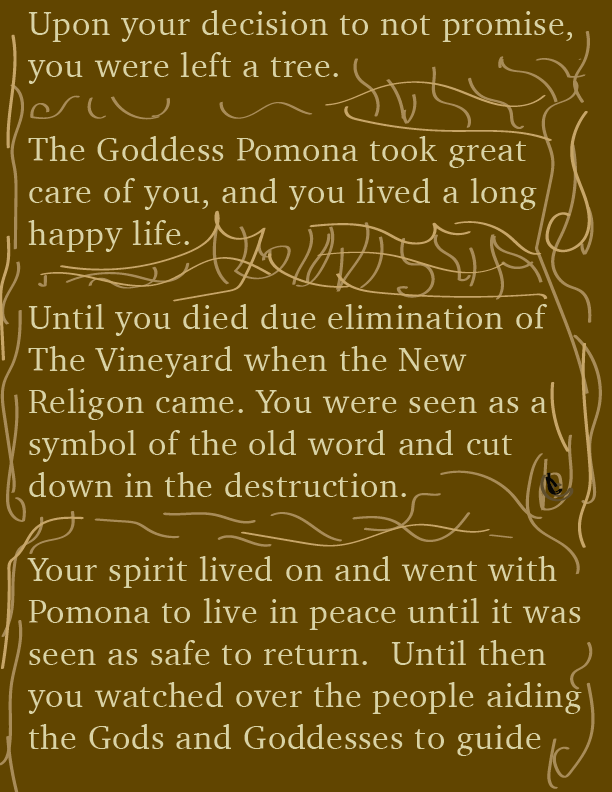 Upon your decision to not promise,
you were left a tree.
The Goddess Pomona took great
care of you, and you lived a long
happy life.
Until you died due elimination of
The Vineyard when the New
Religon came. You were seen as a
symbol of the old word and cut
down in the destruction.
Your spirit lived on and went with
Pomona to live in peace until it was
seen as safe to return.  Until then
you watched over the people aiding
the Gods and Goddesses to guide